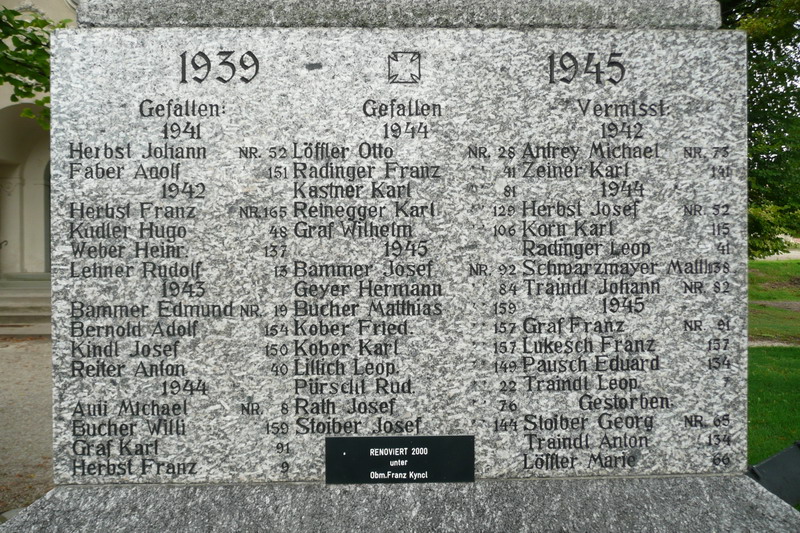 1939
1945
Gefallen:
1941
Herbst Johann NR. 52
Faber Adolf 151
1942
Herbst Franz NR. 165
Kudler Hugo 48
Weber Heinr. 137
Lehner Rudolf 13
1943
Bammer Edmund NR. 19
Bernold Adolf 154
Kindl Josef 150
Reiter Anton 40
1944
Auti Michael NR. 8
Bucher Willi 159
Graf Karl 91
Herbst Franz 9
Gefallen
1944
Löffler Otto NR. 28
Radinger Franz " 41
Kastner Karl " 81
Reinegger Karl " 129
Graf Wilhelm " 106
1945
Bammer Josef NR. 92
Geyer Hermann " 84
Bucher Matthias " 159
Kober Fried. " 157
Kober Karl " 157
Lillich Leop. " 149
Pürschl Rud. " 22
Rath Josef " 76
Stoiber Josef " 144
Vermisst:
1942
Anfrey Michael NR. 73
Zeiner Karl 141
1944
Herbst Josef NR. 52
Korn Karl 115
Radinger Leop 41
Schwarzmayer Matth 138
Traindl Johann NR. 82
1945
Graf Franz NR. 91
Lukesch Franz 137
Pausch Eduard 134
Traindl Leop 7
Gestorben:
Stoiber Georg NR. 65
Traindl Anton 134
Löffler Marie 66
RENOVIERT 2000
unter
Obm. Franz Kyncl